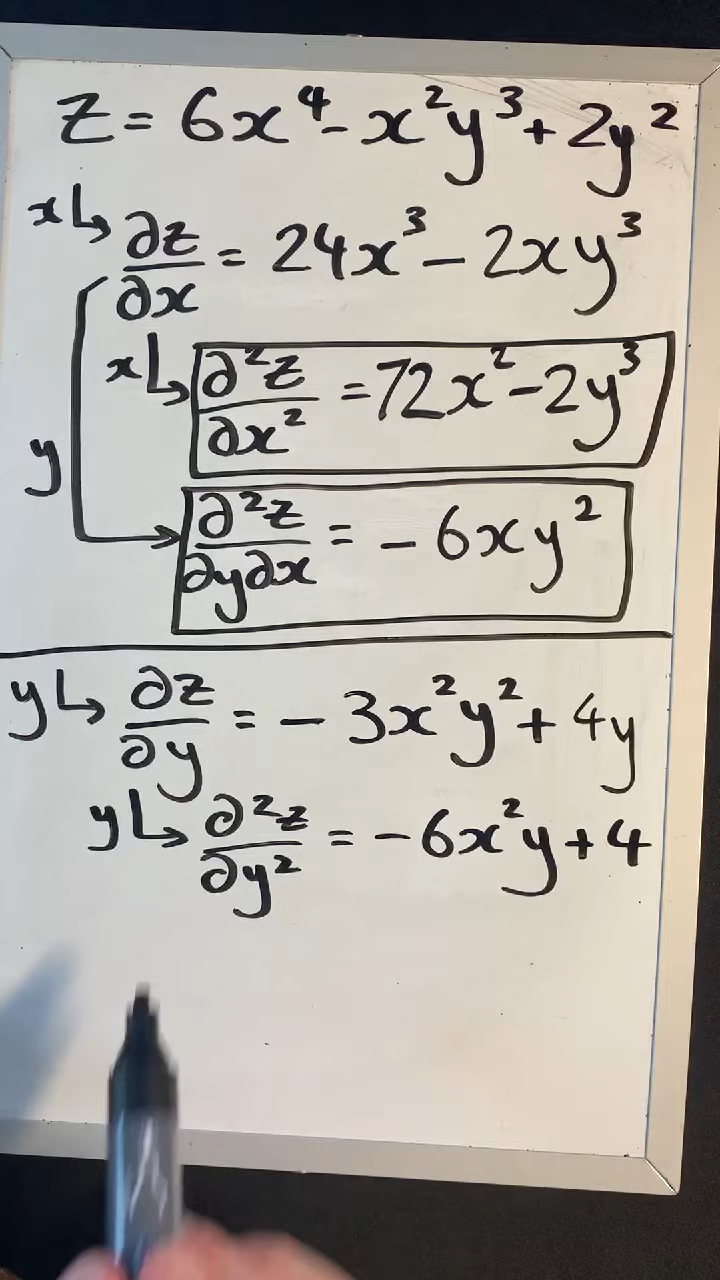 z = 6x⁴ - x²y³ + 2y²
x↳ ∂z/∂x = 24x³ - 2xy³
x↳ ∂²z/∂x² = 72x² - 2y³
y → ∂²z/∂y∂x = -6xy²
y↳ ∂z/∂y = -3x²y² + 4y
y↳ ∂²z/∂y² = -6x²y + 4